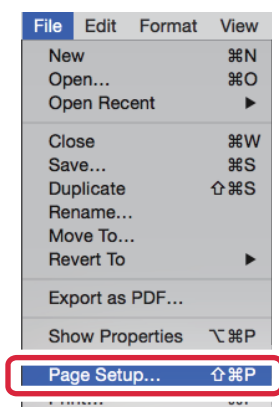 File Edit Format View
New ⌘N
Open... ⌘O
Open Recent ▶
Close ⌘W
Save... ⌘S
Duplicate ⇧⌘S
Rename...
Move To...
Revert To ▶
Export as PDF...
Show Properties ⌥⌘P
Page Setup... ⇧⌘P